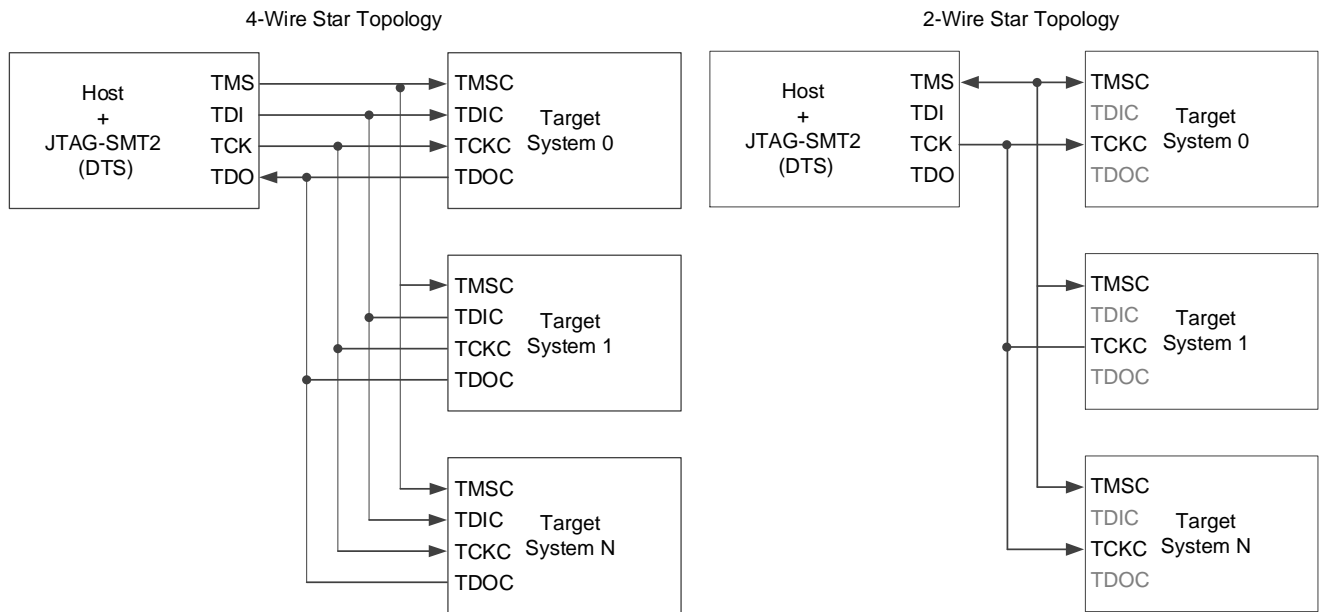 4-Wire Star Topology
Host
+
JTAG-SMT2
(DTS)
TMS
TDI
TCK
TDO
TMSC
TDIC
TCKC
TDOC
Target
System 0
TMSC
TDIC
TCKC
TDOC
Target
System 1
TMSC
TDIC
TCKC
TDOC
Target
System N
2-Wire Star Topology
Host
+
JTAG-SMT2
(DTS)
TMS
TDI
TCK
TDO
TMSC
TDIC
TCKC
TDOC
Target
System 0
TMSC
TDIC
TCKC
TDOC
Target
System 1
TMSC
TDIC
TCKC
TDOC
Target
System N